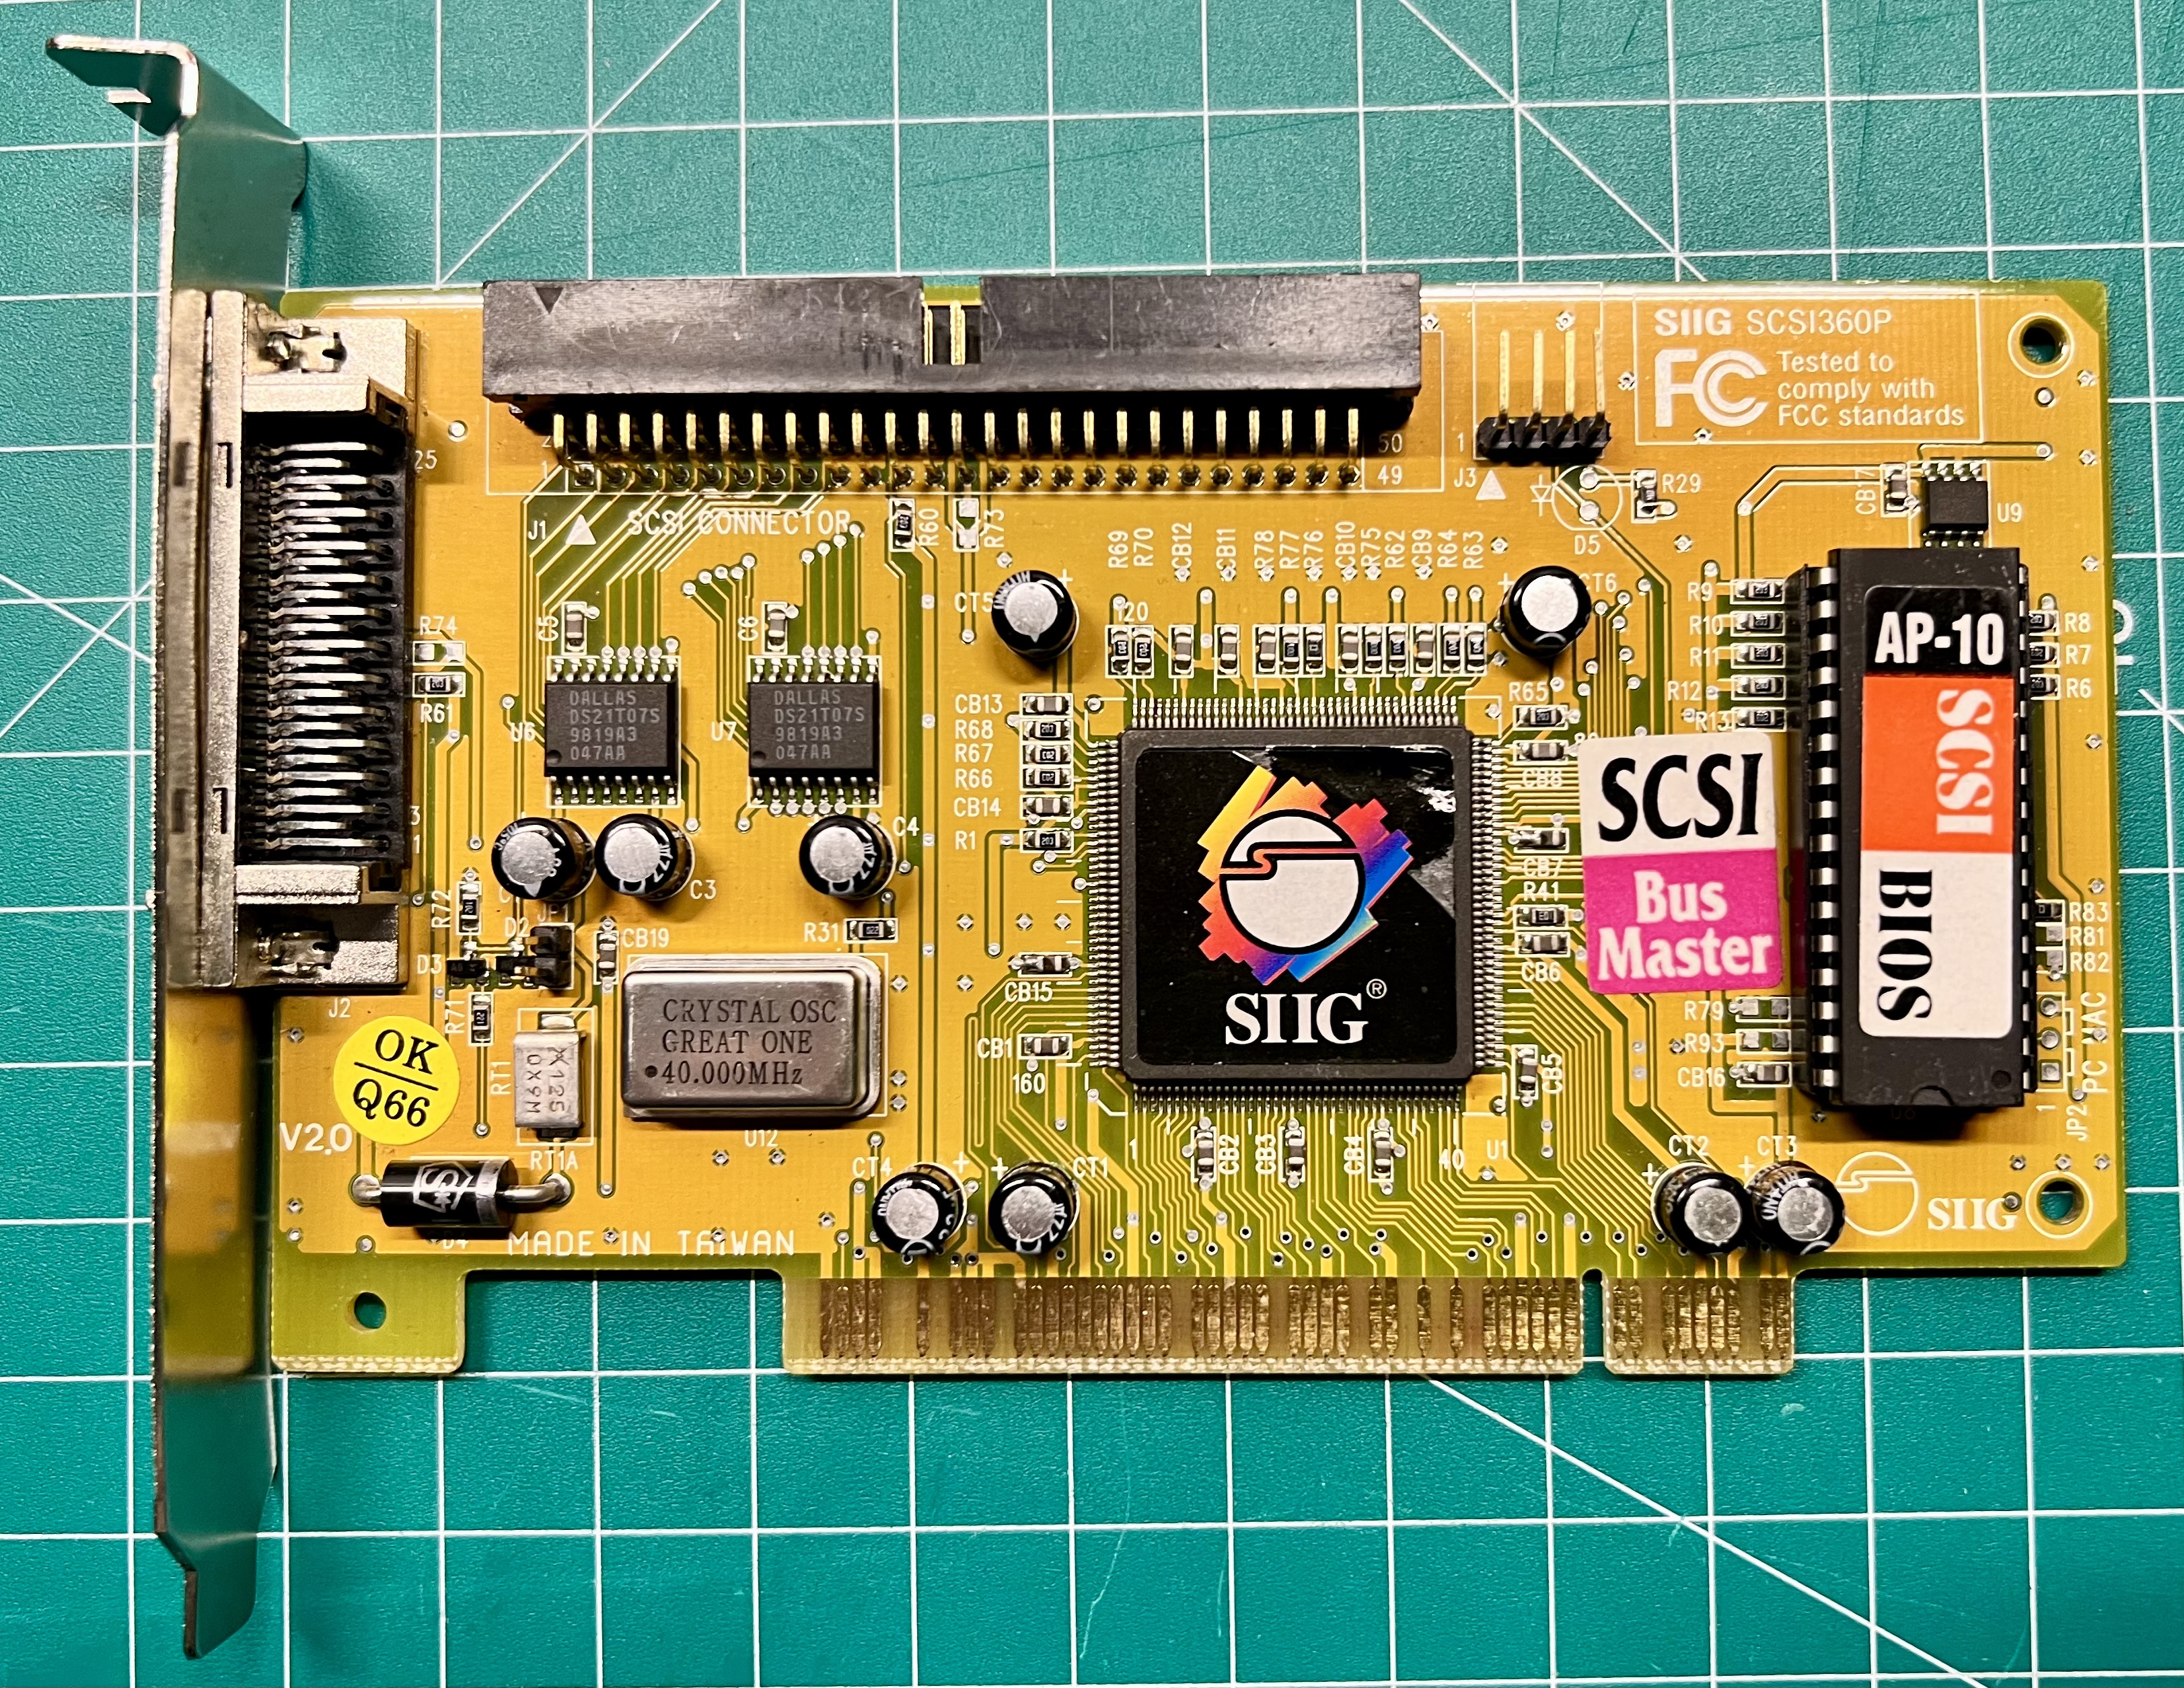 SIIG SCSI360P
FC Tested to
comply with
FCC standards
25
2
50
1
49
1
J3
J1
SCSI CONNECTOR
R60
R73
D5
R29
CB17
U9
R69
R70
CB12
CB11
R78
R77
R76
CB10
R75
R62
CB9
R64
R63
CT5
CT6
120
C5
C6
R74
R61
U6
DALLAS
DS21T07S
9819A3
047AA
U7
DALLAS
DS21T07S
9819A3
047AA
CB13
R68
R67
R66
CB14
R1
R65
CB8
CB7
R41
CB6
R9
R10
R11
R12
R13
R8
R7
R6
AP-10
SCSI
BIOS
SCSI
Bus
Master
SIIG®
C3
C4
R72
D2
JP1
D3
R71
CB19
R31
CB15
CB1
160
CB5
R79
R93
CB16
R83
R81
R82
J2
OK
Q66
V2.0
RT1
RT1A
CRYSTAL OSC
GREAT ONE
40.000MHz
U12
1
CB2
CB3
CB4
40
U1
CT4
CT1
CT2
CT3
1
JP2
PC MAC
D4
MADE IN TAIWAN
SIIG